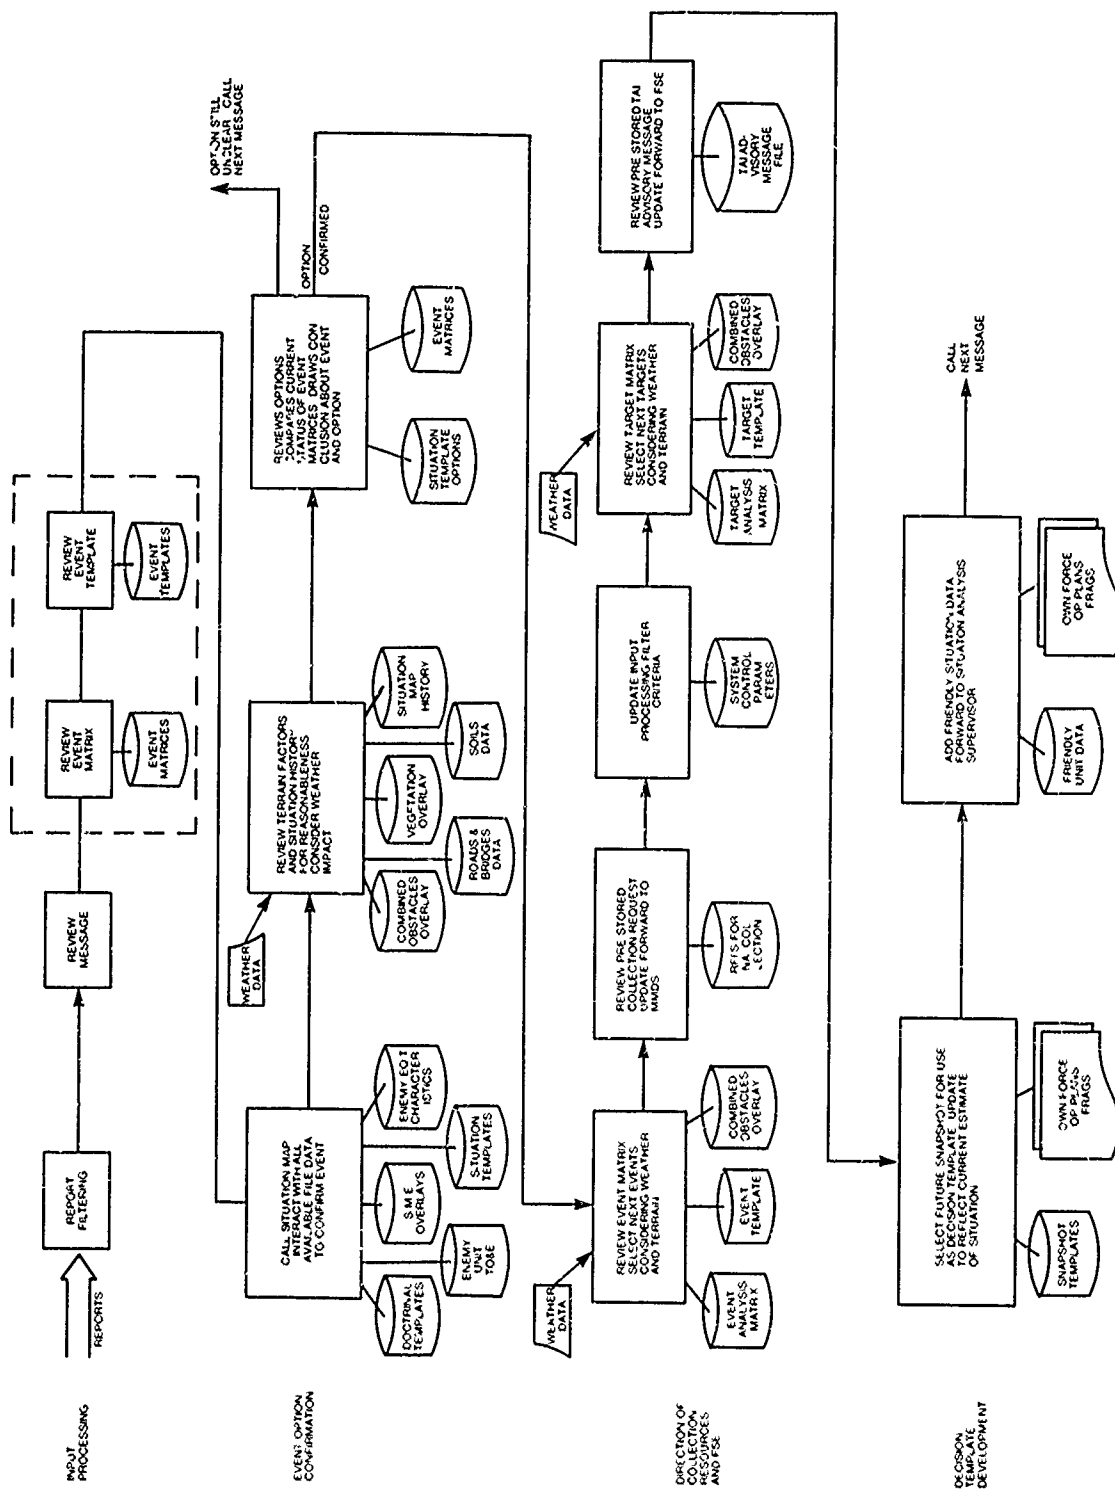 INPUT
PROCESSING
REPORTS
REPORT
FILTERING
REVIEW
MESSAGE
REVIEW
EVENT
MATRIX
EVENT
MATRICES
REVIEW
EVENT
TEMPLATE
EVENT
TEMPLATES
EVENT OPTION
CONFIRMATION
CALL SITUATION MAP
INTERACT WITH ALL
AVAILABLE FILE DATA
TO CONFIRM EVENT
DOCTRINAL
TEMPLATES
ENEMY
UNIT
TO&E
S.M.E
OVERLAYS
SITUATION
TEMPLATES
ENEMY EQT
CHARACTER
ISTICS
WEATHER
DATA
REVIEW TERRAIN FACTORS
AND SITUATION HISTORY
FOR REASONABLENESS
CONSIDER WEATHER
IMPACT
COMBINED
OBSTACLES
OVERLAY
ROADS &
BRIDGES DATA
VEGETATION
OVERLAY
SOILS
DATA
SITUATION
MAP
HISTORY
REVIEWS OPTIONS
COMPARES CURRENT
STATUS OF EVENT
MATRICES DRAWS CON
CLUSION ABOUT EVENT
AND OPTION
SITUATION
TEMPLATE
OPTIONS
EVENT
MATRICES
OPTION STILL
UNCLEAR CALL
NEXT MESSAGE
OPTION
CONFIRMED
DIRECTION OF
COLLECTION
RESOURCES
AND FSE
WEATHER
DATA
REVIEW EVENT MATRIX
SELECT NEXT EVENTS
CONSIDERING WEATHER
AND TERRAIN
EVENT
ANALYSIS
MATRIX
EVENT
TEMPLATE
COMBINED
OBSTACLES
OVERLAY
REVIEW PRE STORED
COLLECTION REQUEST
UPDATE FORWARD TO
MMDS
FOR
COL
LECTION
UPDATE INPUT
PROCESSING FILTER
CRITERIA
SYSTEM
CONTROL
PARAM
ETERS
WEATHER
DATA
REVIEW TARGET MATRIX
SELECT NEXT TARGETS
CONSIDERING WEATHER
AND TERRAIN
TARGET
ANALYSIS
MATRIX
TARGET
TEMPLATE
COMBINED
OBSTACLES
OVERLAY
REVIEW PRE STORED TAI
ADVISORY MESSAGE
UPDATE FORWARD TO FSE
TAI AD-
VISORY
MESSAGE
FILE
DECISION
TEMPLATE
DEVELOPMENT
SELECT FUTURE SNAPSHOT FOR USE
AS DECISION TEMPLATE UPDATE
TO REFLECT CURRENT ESTIMATE
OF SITUATION
SNAPSHOT
TEMPLATES
OWN FORCE
OP PLANS
FRAGS
ADD FRIENDLY SITUATION DATA
FORWARD TO SITUATON ANALYSIS
SUPERVISOR
FRIENDLY
UNIT DATA
OWN FORCE
OP PLANS
FRAGS
CALL
NEXT
MESSAGE